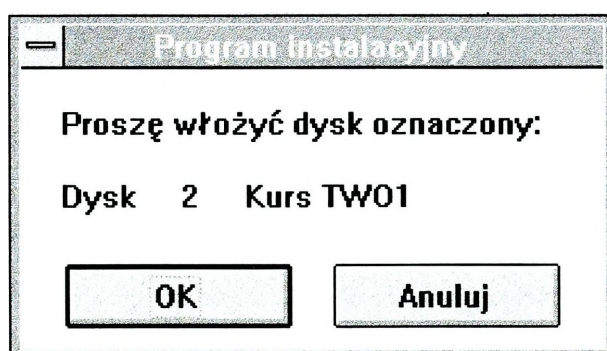 Program instalacyjny
Proszę włożyć dysk oznaczony:
Dysk 2 Kurs TW01
OK Anuluj